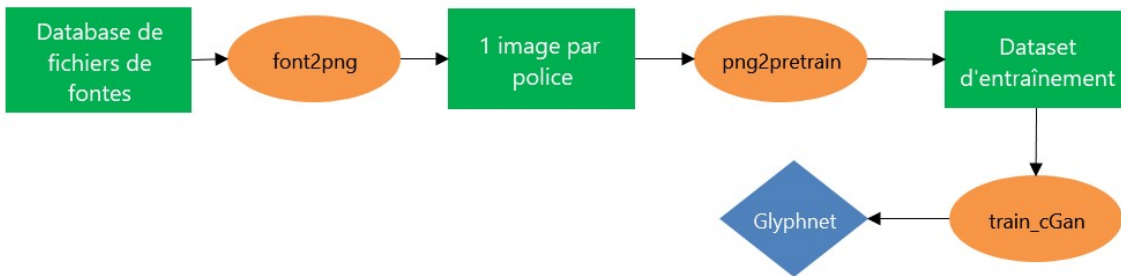 Database de
fichiers de
fontes
font2png
1 image par
police
png2pretrain
Dataset
d'entraînement
Glyphnet
train_cGan